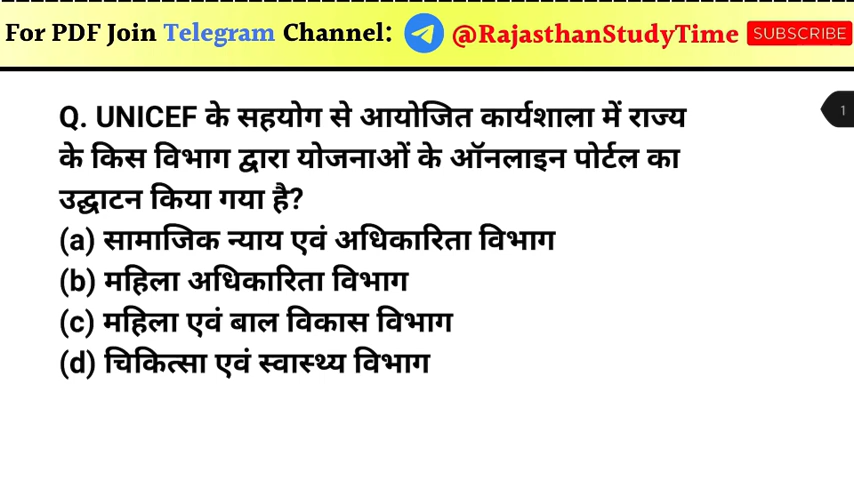 For PDF Join Telegram Channel: @RajasthanStudyTime SUBSCRIBE
1
Q. UNICEF के सहयोग से आयोजित कार्यशाला में राज्य
के किस विभाग द्वारा योजनाओं के ऑनलाइन पोर्टल का
उद्घाटन किया गया है?
(a) सामाजिक न्याय एवं अधिकारिता विभाग
(b) महिला अधिकारिता विभाग
(c) महिला एवं बाल विकास विभाग
(d) चिकित्सा एवं स्वास्थ्य विभाग